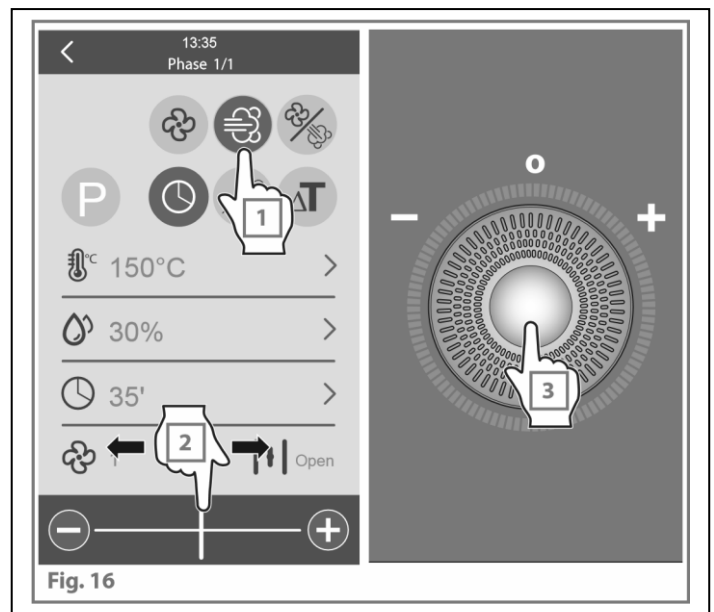 13:35
Phase 1/1
P
ΔT
1
°C 150°C
30%
35'
2
Open
Fig. 16
o
− +
3